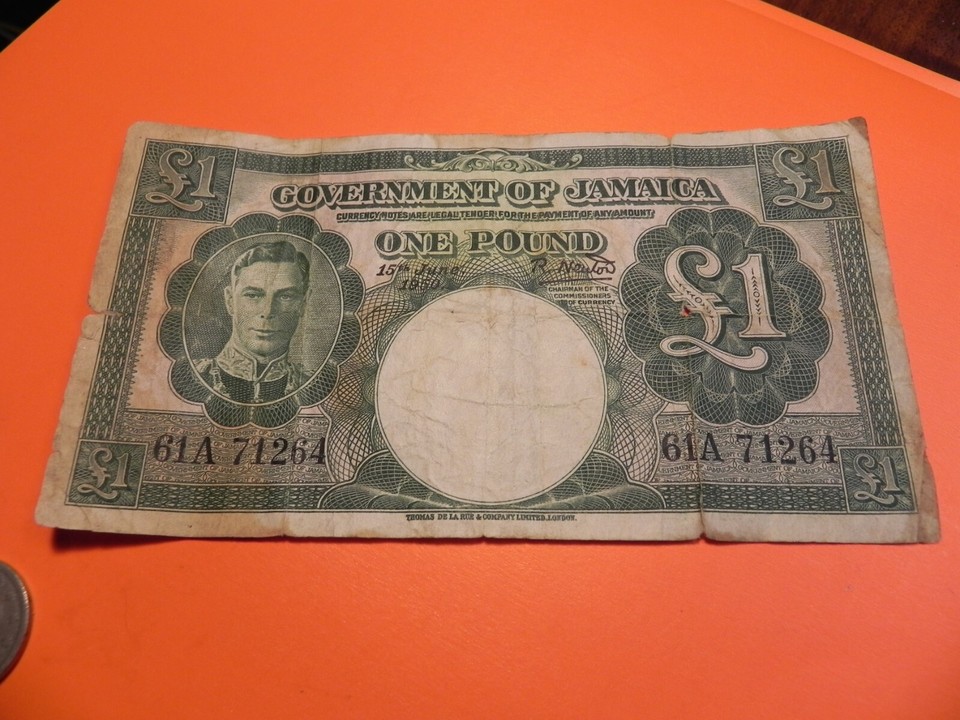 £1 £1
GOVERNMENT OF JAMAICA
CURRENCY NOTES ARE LEGAL TENDER FOR THE PAYMENT OF ANY AMOUNT
ONE POUND
15th June
1950
R. Newton
CHAIRMAN OF THE
COMMISSIONERS
OF CURRENCY
£1
61A 71264 61A 71264
£1 £1
THOMAS DE LA RUE & COMPANY LIMITED, LONDON.